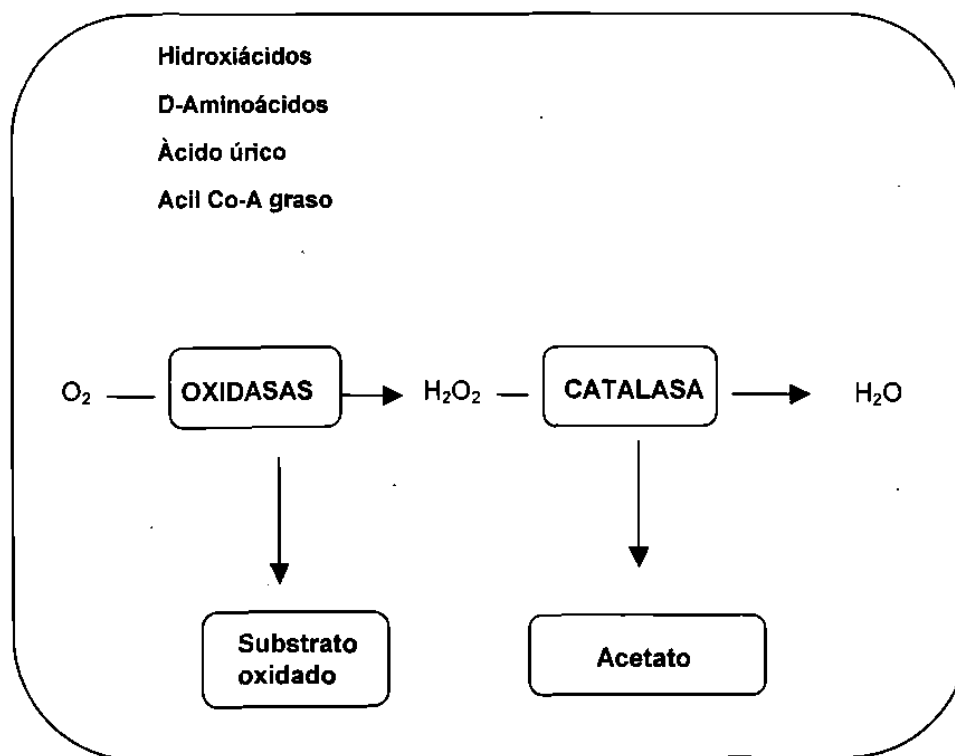 Hidroxiácidos
D-Aminoácidos
Àcido úrico
Acil Co-A graso
O₂ OXIDASAS H₂O₂ CATALASA H₂O
Substrato
oxidado
Acetato